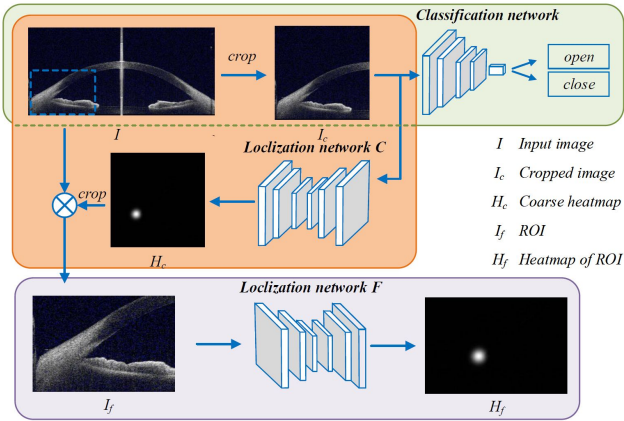 Classification network
crop
open
close
I
I_c
Loclization network C
crop
H_c
I Input image
I_c Cropped image
H_c Coarse heatmap
I_f ROI
H_f Heatmap of ROI
Loclization network F
I_f
H_f